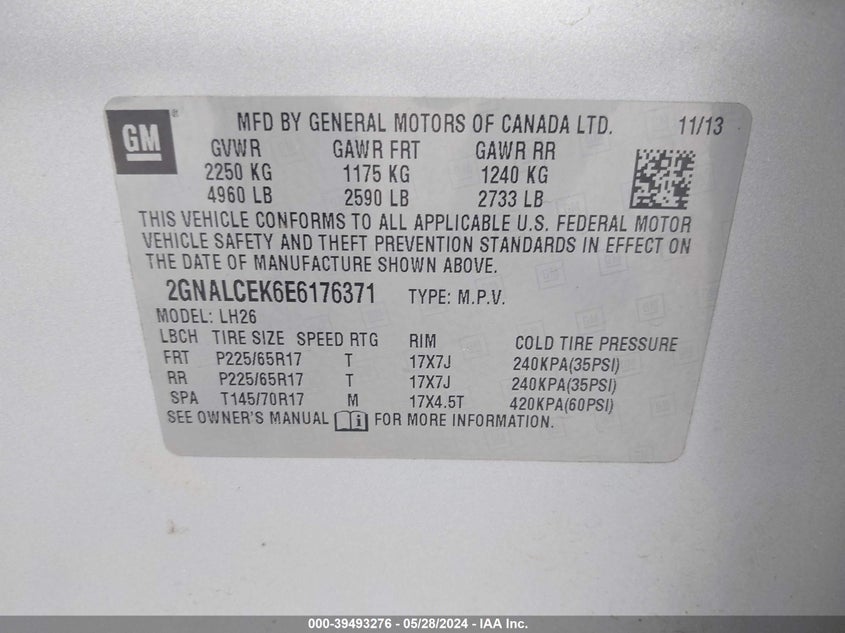 GM ®
MFD BY GENERAL MOTORS OF CANADA LTD. 11/13
GVWR GAWR FRT GAWR RR
2250 KG 1175 KG 1240 KG
4960 LB 2590 LB 2733 LB
THIS VEHICLE CONFORMS TO ALL APPLICABLE U.S. FEDERAL MOTOR
VEHICLE SAFETY AND THEFT PREVENTION STANDARDS IN EFFECT ON
THE DATE OF MANUFACTURE SHOWN ABOVE.
2GNALCEK6E6176371 TYPE: M.P.V.
MODEL: LH26
LBCH TIRE SIZE SPEED RTG RIM COLD TIRE PRESSURE
FRT P225/65R17 T 17X7J 240KPA(35PSI)
RR P225/65R17 T 17X7J 240KPA(35PSI)
SPA T145/70R17 M 17X4.5T 420KPA(60PSI)
SEE OWNER'S MANUAL FOR MORE INFORMATION.
000-39493276 - 05/28/2024 - IAA Inc.